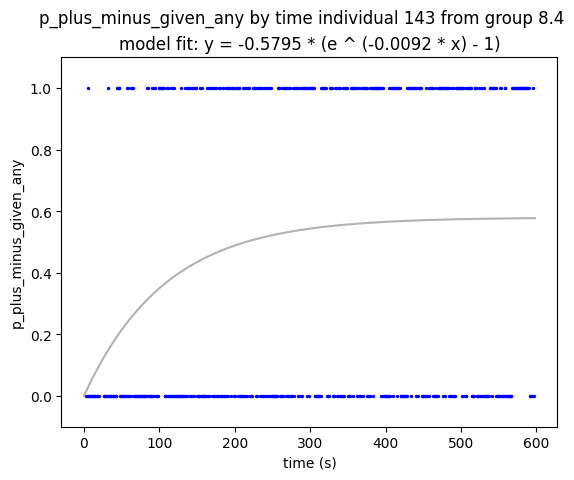 p_plus_minus_given_any by time individual 143 from group 8.4
model fit: y = -0.5795 * (e ^ (-0.0092 * x) - 1)
1.0
0.8
0.6
0.4
0.2
0.0
p_plus_minus_given_any
0 100 200 300 400 500 600
time (s)